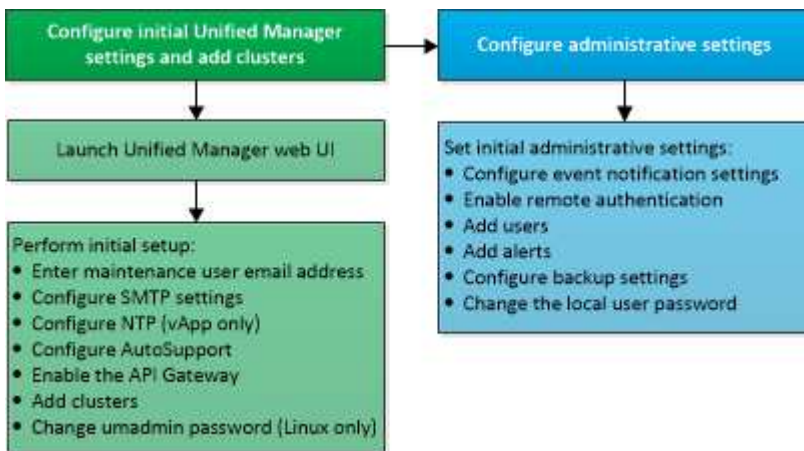 Configure initial Unified Manager
settings and add clusters
Configure administrative settings
Launch Unified Manager web UI
Perform initial setup:
• Enter maintenance user email address
• Configure SMTP settings
• Configure NTP (vApp only)
• Configure AutoSupport
• Enable the API Gateway
• Add clusters
• Change umadmin password (Linux only)
Set initial administrative settings:
• Configure event notification settings
• Enable remote authentication
• Add users
• Add alerts
• Configure backup settings
• Change the local user password